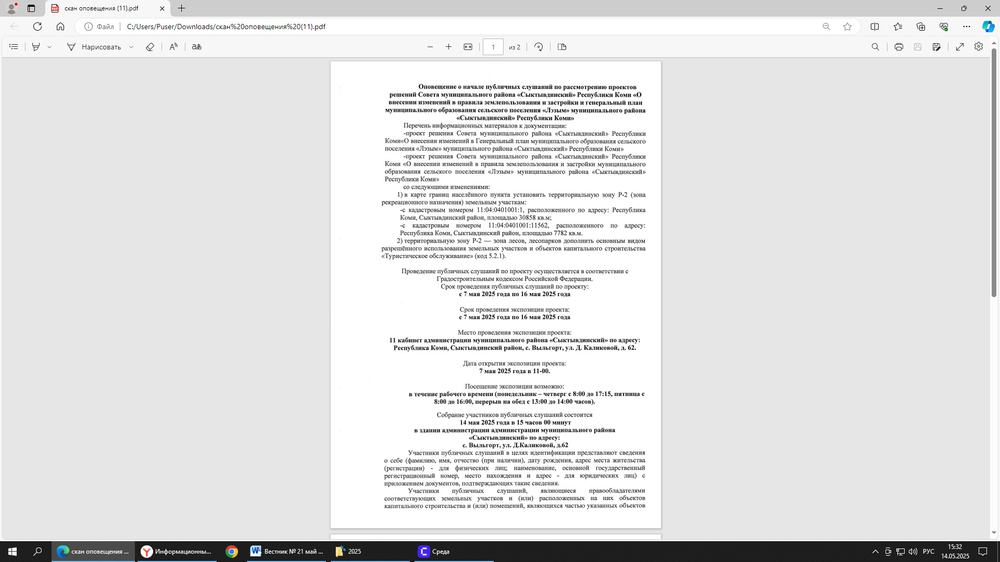 скан оповещения (11).pdf
Файл
C:/Users/Puser/Downloads/скан%20оповещения%20(11).pdf
Нарисовать
1 из 2
Оповещение о начале публичных слушаний по рассмотрению проектов
решений Совета муниципального района «Сыктывдинский» Республики Коми «О
внесении изменений в правила землепользования и застройки и генеральный план
муниципального образования сельского поселения «Лэзым» муниципального района
«Сыктывдинский» Республики Коми»
Перечень информационных материалов к документации:
-проект решения Совета муниципального района «Сыктывдинский» Республики
Коми«О внесении изменений в Генеральный план муниципального образования сельского
поселения «Лэзым» муниципального района «Сыктывдинский» Республики Коми»
-проект решения Совета муниципального района «Сыктывдинский» Республики
Коми «О внесении изменений в правила землепользования и застройки муниципального
образования сельского поселения «Лэзым» муниципального района «Сыктывдинский»
Республики Коми»
со следующими изменениями:
1) в карте границ населённого пункта установить территориальную зону Р-2 (зона
рекреационного назначения) земельным участкам:
-с кадастровым номером 11:04:0401001:1, расположенного по адресу: Республика
Коми, Сыктывдинский район, площадью 30858 кв.м;
-с кадастровым номером 11:04:0401001:11562, расположенного по адресу:
Республика Коми, Сыктывдинский район, площадью 7782 кв.м.
2) территориальную зону Р-2 — зона лесов, лесопарков дополнить основным видом
разрешённого использования земельных участков и объектов капитального строительства
«Туристическое обслуживание» (код 5.2.1).
Проведение публичных слушаний по проекту осуществляется в соответствии с
Градостроительным кодексом Российской Федерации.
Срок проведения публичных слушаний по проекту:
с 7 мая 2025 года по 16 мая 2025 года
Срок проведения экспозиции проекта:
с 7 мая 2025 года по 16 мая 2025 года
Место проведения экспозиции проекта:
11 кабинет администрации муниципального района «Сыктывдинский» по адресу:
Республика Коми, Сыктывдинский район, с. Выльгорт, ул. Д. Каликовой, д. 62.
Дата открытия экспозиции проекта:
7 мая 2025 года в 11-00.
Посещение экспозиции возможно:
в течение рабочего времени (понедельник – четверг с 8:00 до 17:15, пятница с
8:00 до 16:00, перерыв на обед с 13:00 до 14:00 часов).
Собрание участников публичных слушаний состоится
14 мая 2025 года в 15 часов 00 минут
в здании администрации администрации муниципального района
«Сыктывдинский» по адресу:
с. Выльгорт, ул. Д.Каликовой, д.62
Участники публичных слушаний в целях идентификации представляют сведения
о себе (фамилию, имя, отчество (при наличии), дату рождения, адрес места жительства
(регистрации) - для физических лиц; наименование, основной государственный
регистрационный номер, место нахождения и адрес - для юридических лиц) с
приложением документов, подтверждающих такие сведения.
Участники публичных слушаний, являющиеся правообладателями
соответствующих земельных участков и (или) расположенных на них объектов
капитального строительства и (или) помещений, являющихся частью указанных объектов
скан оповещения ...
Информационны...
Вестник № 21 май ...
2025
Среда
РУС
15:32
14.05.2025